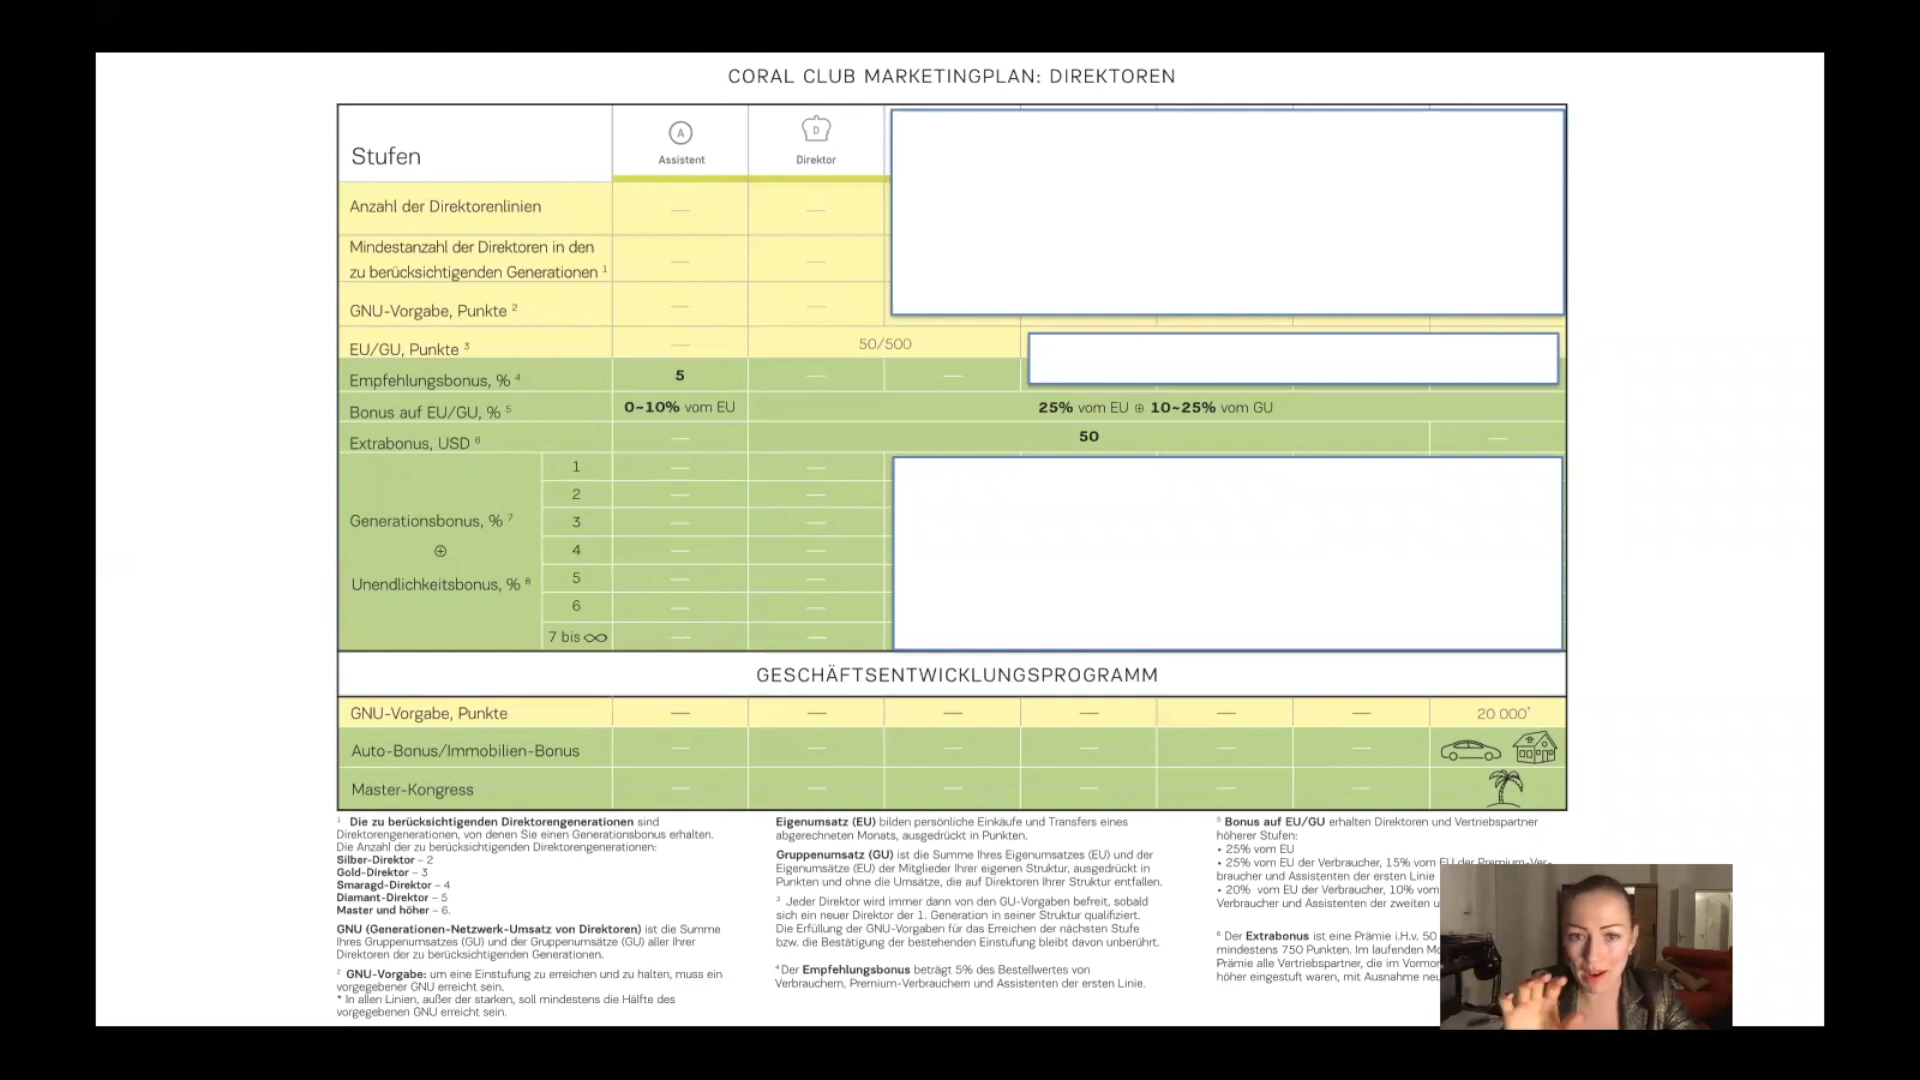 CORAL CLUB MARKETINGPLAN: DIREKTOREN
Stufen
A
Assistent
D
Direktor
Anzahl der Direktorenlinien — —
Mindestanzahl der Direktoren in den
zu berücksichtigenden Generationen ¹ — —
GNU-Vorgabe, Punkte ² — —
EU/GU, Punkte ³ — 50/500
Empfehlungsbonus, % ⁴ 5 — —
Bonus auf EU/GU, % ⁵ 0~10% vom EU 25% vom EU ⊕ 10~25% vom GU
Extrabonus, USD ⁶ — 50 —
Generationsbonus, % ⁷
⊕
Unendlichkeitsbonus, % ⁸
1 — —
2 — —
3 — —
4 — —
5 — —
6 — —
7 bis ∞ — —
GESCHÄFTSENTWICKLUNGSPROGRAMM
GNU-Vorgabe, Punkte — — — — — — 20 000*
Auto-Bonus/Immobilien-Bonus — — — — — —
Master-Kongress — — — — — —
¹ Die zu berücksichtigenden Direktorengenerationen sind
Direktorengenerationen, von denen Sie einen Generationsbonus erhalten.
Die Anzahl der zu berücksichtigenden Direktorengenerationen:
Silber-Direktor – 2
Gold-Direktor – 3
Smaragd-Direktor – 4
Diamant-Direktor – 5
Master und höher – 6.
GNU (Generationen-Netzwerk-Umsatz von Direktoren) ist die Summe
Ihres Gruppenumsatzes (GU) und der Gruppenumsätze (GU) aller Ihrer
Direktoren der zu berücksichtigenden Generationen.
² GNU-Vorgabe: um eine Einstufung zu erreichen und zu halten, muss ein
vorgegebener GNU erreicht sein.
* In allen Linien, außer der starken, soll mindestens die Hälfte des
vorgegebenen GNU erreicht sein.
Eigenumsatz (EU) bilden persönliche Einkäufe und Transfers eines
abgerechneten Monats, ausgedrückt in Punkten.
Gruppenumsatz (GU) ist die Summe Ihres Eigenumsatzes (EU) und der
Eigenumsätze (EU) der Mitglieder Ihrer eigenen Struktur, ausgedrückt in
Punkten und ohne die Umsätze, die auf Direktoren Ihrer Struktur entfallen.
³ Jeder Direktor wird immer dann von den GU-Vorgaben befreit, sobald
sich ein neuer Direktor der 1. Generation in seiner Struktur qualifiziert.
Die Erfüllung der GNU-Vorgaben für das Erreichen der nächsten Stufe
bzw. die Bestätigung der bestehenden Einstufung bleibt davon unberührt.
⁴ Der Empfehlungsbonus beträgt 5% des Bestellwertes von
Verbrauchern, Premium-Verbrauchern und Assistenten der ersten Linie.
⁵ Bonus auf EU/GU erhalten Direktoren und Vertriebspartner
höherer Stufen:
• 25% vom EU
• 25% vom EU der Verbraucher, 15% vom EU der Premium-Ver-
braucher und Assistenten der ersten Linie
• 20% vom EU der Verbraucher, 10% vom
Verbraucher und Assistenten der zweiten
⁶ Der Extrabonus ist eine Prämie i.H.v. 50
mindestens 750 Punkten. Im laufenden
Prämie alle Vertriebspartner, die im
höher eingestuft waren, mit Ausnahme